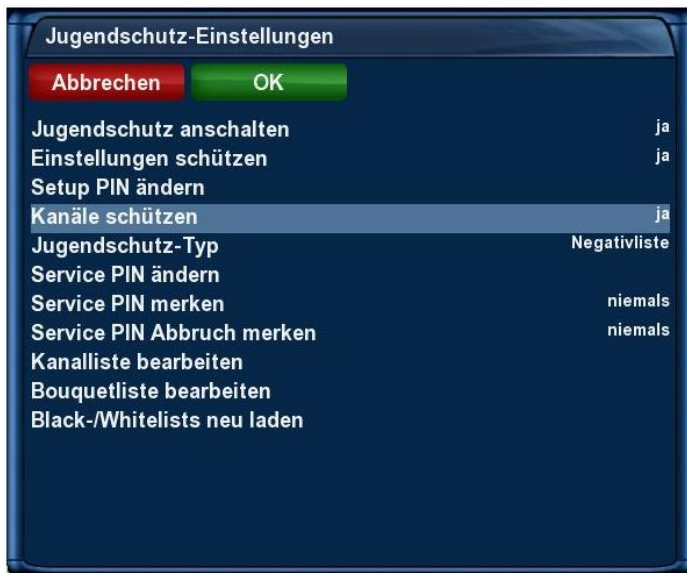 Jugendschutz-Einstellungen
Abbrechen OK
Jugendschutz anschalten ja
Einstellungen schützen ja
Setup PIN ändern
Kanäle schützen ja
Jugendschutz-Typ Negativliste
Service PIN ändern
Service PIN merken niemals
Service PIN Abbruch merken niemals
Kanalliste bearbeiten
Bouquetliste bearbeiten
Black-/Whitelists neu laden